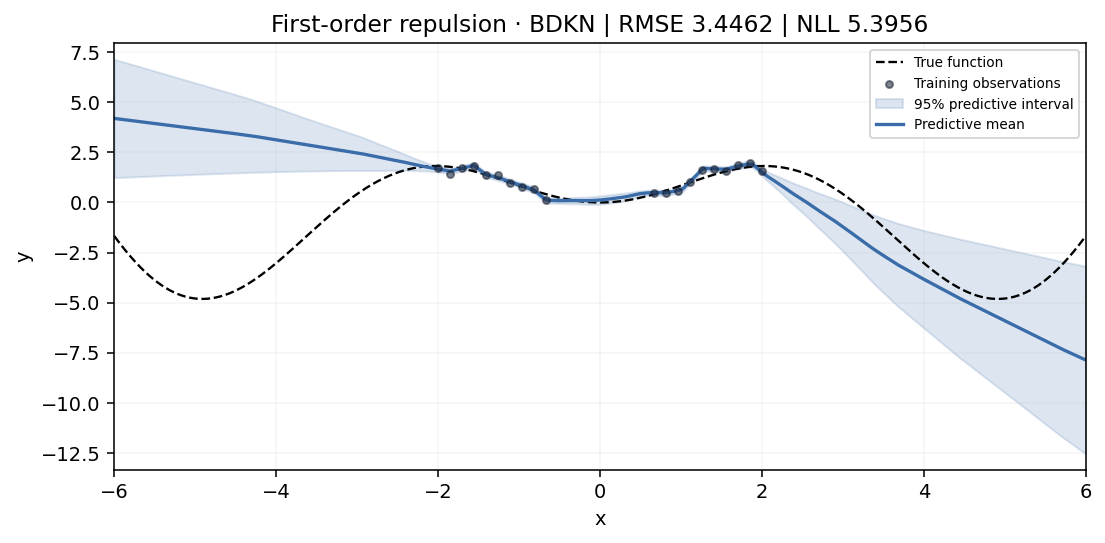 First-order repulsion · BDKN | RMSE 3.4462 | NLL 5.3956
True function
Training observations
95% predictive interval
Predictive mean
7.5
5.0
2.5
0.0
−2.5
−5.0
−7.5
−10.0
−12.5
y
−6 −4 −2 0 2 4 6
x